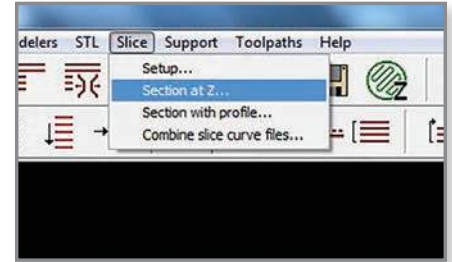 delers STL Slice Support Toolpaths Help
Setup...
Section at Z...
Section with profile...
Combine slice curve files...
Z